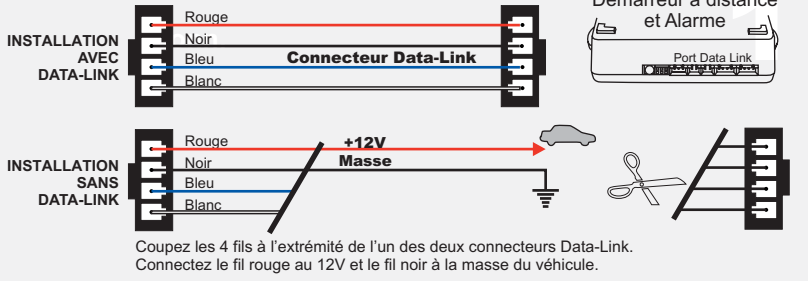 Démarreur à distance
et Alarme
Port Data Link
INSTALLATION
AVEC
DATA-LINK
Rouge
Noir
Bleu
Blanc
Connecteur Data-Link
INSTALLATION
SANS
DATA-LINK
Rouge
Noir
Bleu
Blanc
+12V
Masse
Coupez les 4 fils à l'extrémité de l'un des deux connecteurs Data-Link.
Connectez le fil rouge au 12V et le fil noir à la masse du véhicule.